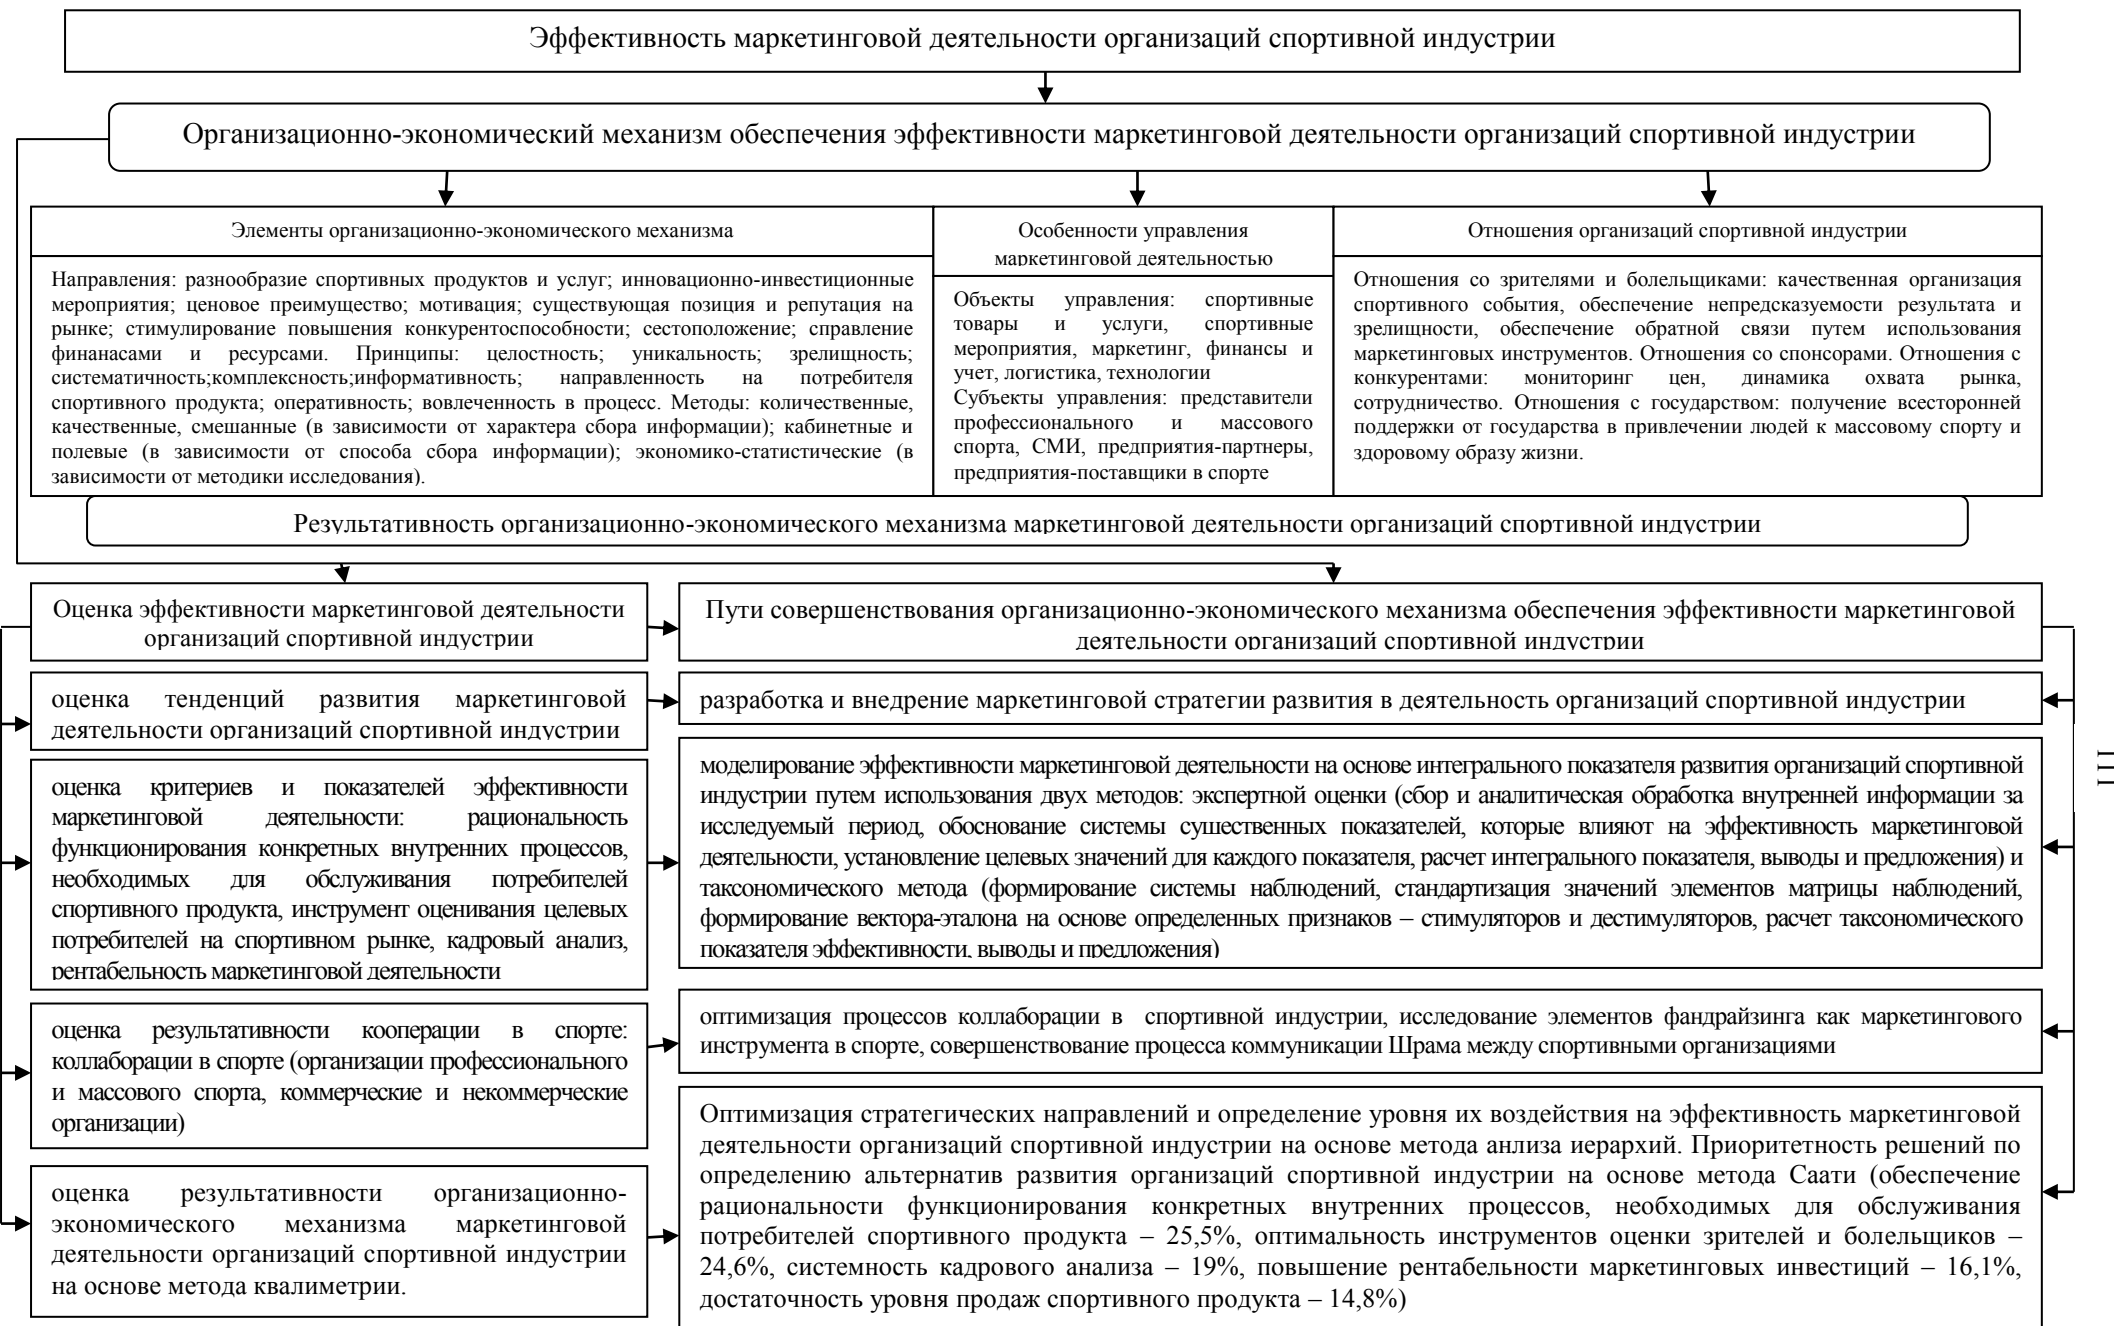 Эффективность маркетинговой деятельности организаций спортивной индустрии
Организационно-экономический механизм обеспечения эффективности маркетинговой деятельности организаций спортивной индустрии
Элементы организационно-экономического механизма
Направления: разнообразие спортивных продуктов и услуг; инновационно-инвестиционные
мероприятия; ценовое преимущество; мотивация; существующая позиция и репутация на
рынке; стимулирование повышения конкурентоспособности; сестоположение; справление
финанасами и ресурсами. Принципы: целостность; уникальность; зрелищность;
систематичность;комплексность;информативность; направленность на потребителя
спортивного продукта; оперативность; вовлеченность в процесс. Методы: количественные,
качественные, смешанные (в зависимости от характера сбора информации); кабинетные и
полевые (в зависимости от способа сбора информации); экономико-статистические (в
зависимости от методики исследования).
Особенности управления
маркетинговой деятельностью
Объекты управления: спортивные
товары и услуги, спортивные
мероприятия, маркетинг, финансы и
учет, логистика, технологии
Субъекты управления: представители
профессионального и массового
спорта, СМИ, предприятия-партнеры,
предприятия-поставщики в спорте
Отношения организаций спортивной индустрии
Отношения со зрителями и болельщиками: качественная организация
спортивного события, обеспечение непредсказуемости результата и
зрелищности, обеспечение обратной связи путем использования
маркетинговых инструментов. Отношения со спонсорами. Отношения с
конкурентами: мониторинг цен, динамика охвата рынка,
сотрудничество. Отношения с государством: получение всесторонней
поддержки от государства в привлечении людей к массовому спорту и
здоровому образу жизни.
Результативность организационно-экономического механизма маркетинговой деятельности организаций спортивной индустрии
Оценка эффективности маркетинговой деятельности
организаций спортивной индустрии
Пути совершенствования организационно-экономического механизма обеспечения эффективности маркетинговой
деятельности организаций спортивной индустрии
оценка тенденций развития маркетинговой
деятельности организаций спортивной индустрии
разработка и внедрение маркетинговой стратегии развития в деятельность организаций спортивной индустрии
оценка критериев и показателей эффективности
маркетинговой деятельности: рациональность
функционирования конкретных внутренних процессов,
необходимых для обслуживания потребителей
спортивного продукта, инструмент оценивания целевых
потребителей на спортивном рынке, кадровый анализ,
рентабельность маркетинговой деятельности
моделирование эффективности маркетинговой деятельности на основе интегрального показателя развития организаций спортивной
индустрии путем использования двух методов: экспертной оценки (сбор и аналитическая обработка внутренней информации за
исследуемый период, обоснование системы существенных показателей, которые влияют на эффективность маркетинговой
деятельности, установление целевых значений для каждого показателя, расчет интегрального показателя, выводы и предложения) и
таксономического метода (формирование системы наблюдений, стандартизация значений элементов матрицы наблюдений,
формирование вектора-эталона на основе определенных признаков – стимуляторов и дестимуляторов, расчет таксономического
показателя эффективности, выводы и предложения)
оценка результативности кооперации в спорте:
коллаборации в спорте (организации профессионального
и массового спорта, коммерческие и некоммерческие
организации)
оптимизация процессов коллаборации в спортивной индустрии, исследование элементов фандрайзинга как маркетингового
инструмента в спорте, совершенствование процесса коммуникации Шрама между спортивными организациями
оценка результативности организационно-
экономического механизма маркетинговой
деятельности организаций спортивной индустрии
на основе метода квалиметрии.
Оптимизация стратегических направлений и определение уровня их воздействия на эффективность маркетинговой
деятельности организаций спортивной индустрии на основе метода анлиза иерархий. Приоритетность решений по
определению альтернатив развития организаций спортивной индустрии на основе метода Саати (обеспечение
рациональности функционирования конкретных внутренних процессов, необходимых для обслуживания
потребителей спортивного продукта – 25,5%, оптимальность инструментов оценки зрителей и болельщиков –
24,6%, системность кадрового анализа – 19%, повышение рентабельности маркетинговых инвестиций – 16,1%,
достаточность уровня продаж спортивного продукта – 14,8%)